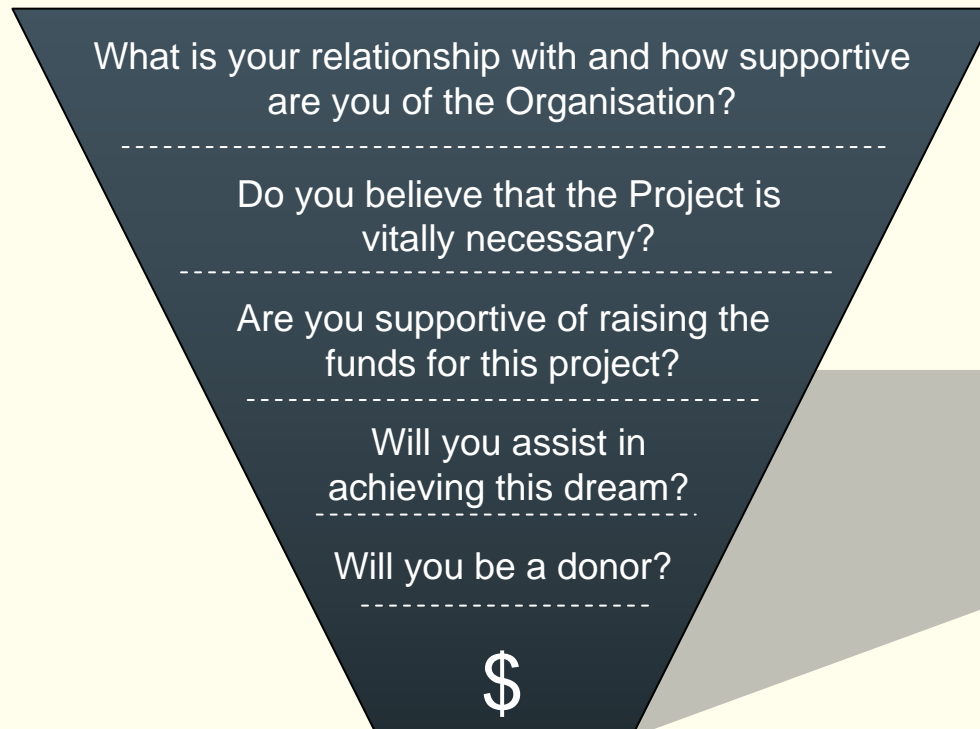 What is your relationship with and how supportive
are you of the Organisation?
Do you believe that the Project is
vitally necessary?
Are you supportive of raising the
funds for this project?
Will you assist in
achieving this dream?
Will you be a donor?
$